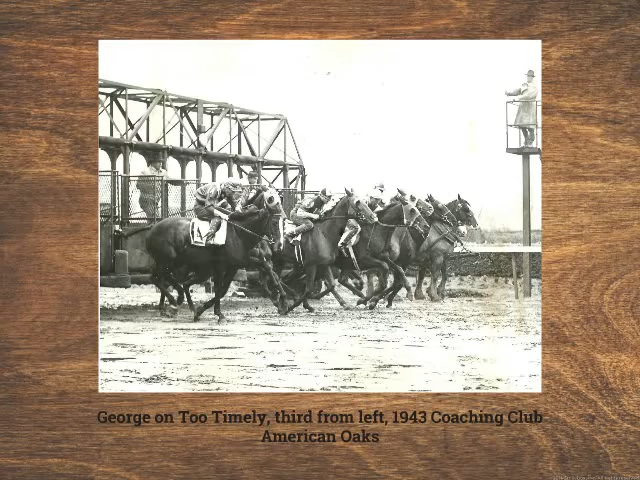 George on Too Timely, third from left, 1943 Coaching Club
American Oaks